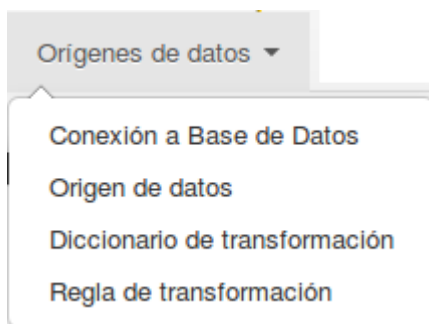 Orígenes de datos
Conexión a Base de Datos
Origen de datos
Diccionario de transformación
Regla de transformación